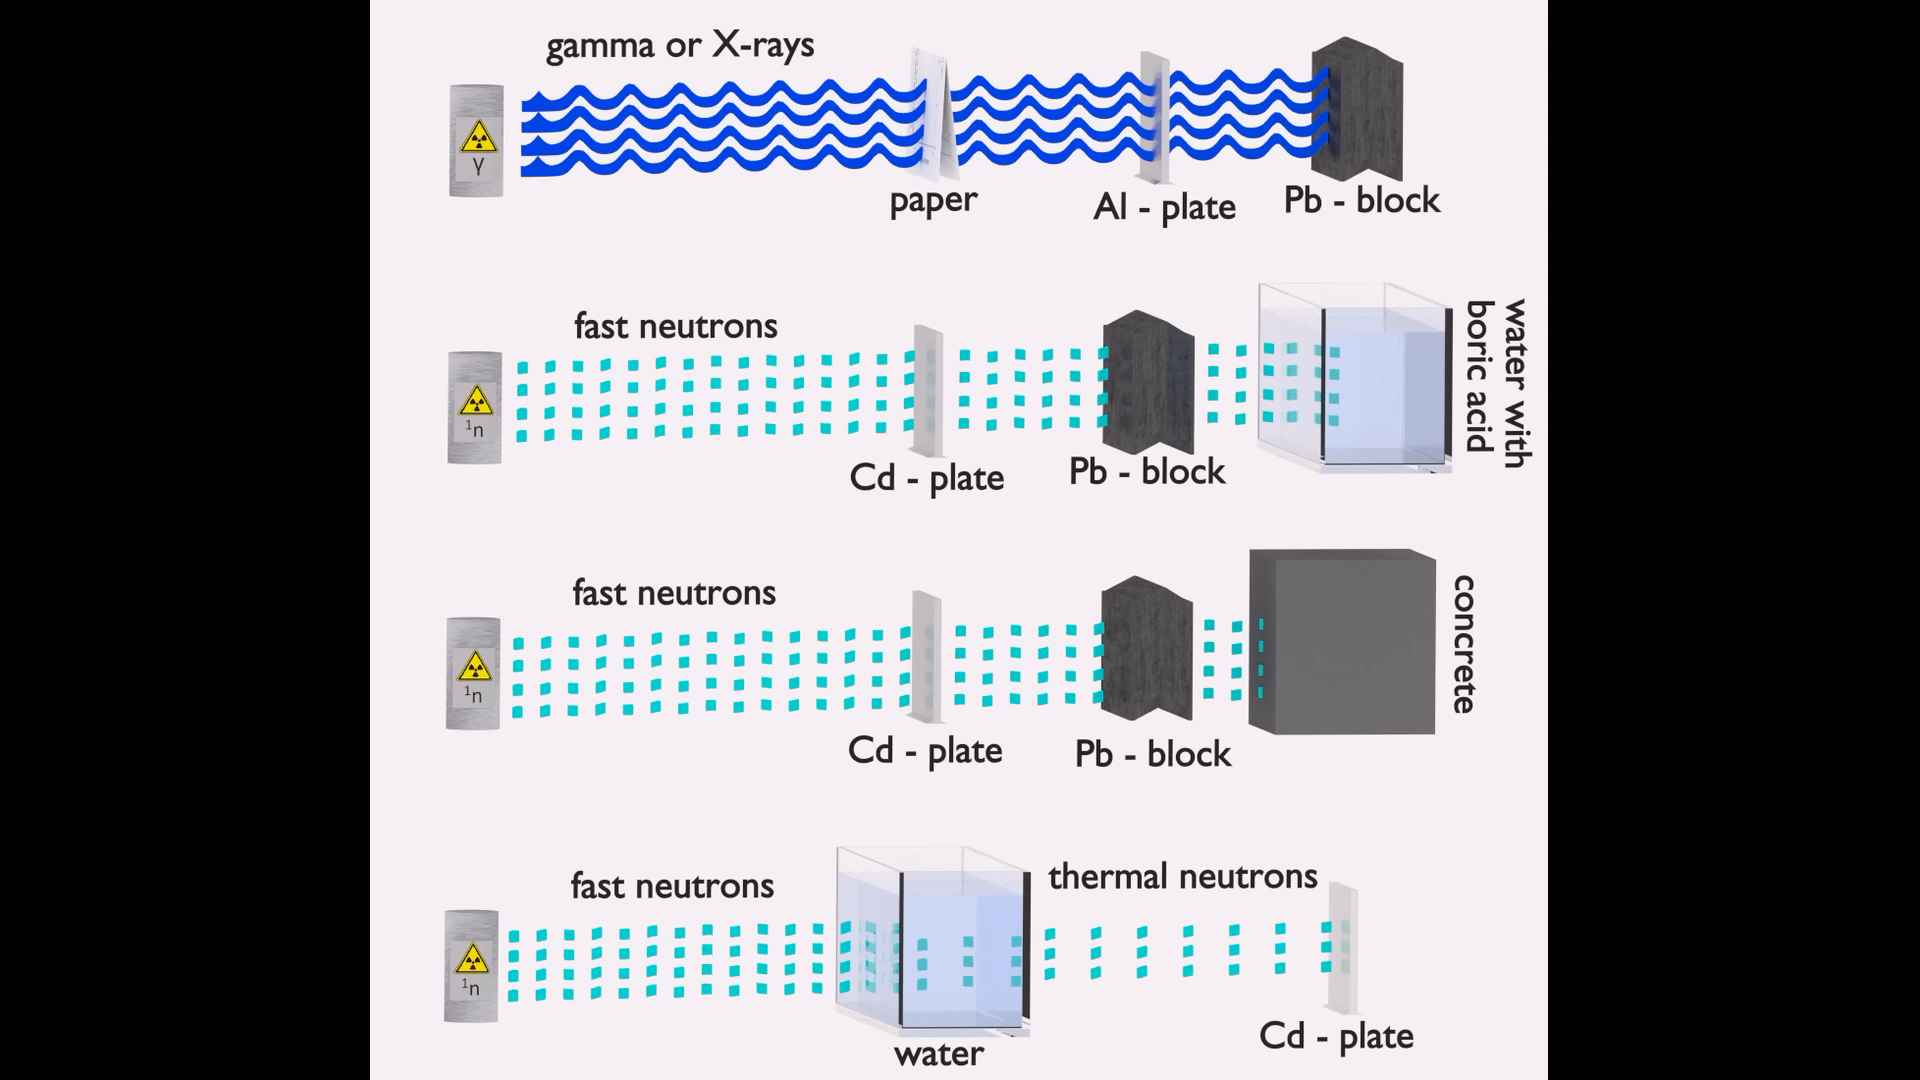 gamma or X-rays
γ
paper
Al - plate
Pb - block
fast neutrons
¹n
Cd - plate
Pb - block
water with
boric acid
fast neutrons
¹n
Cd - plate
Pb - block
concrete
fast neutrons
thermal neutrons
¹n
water
Cd - plate